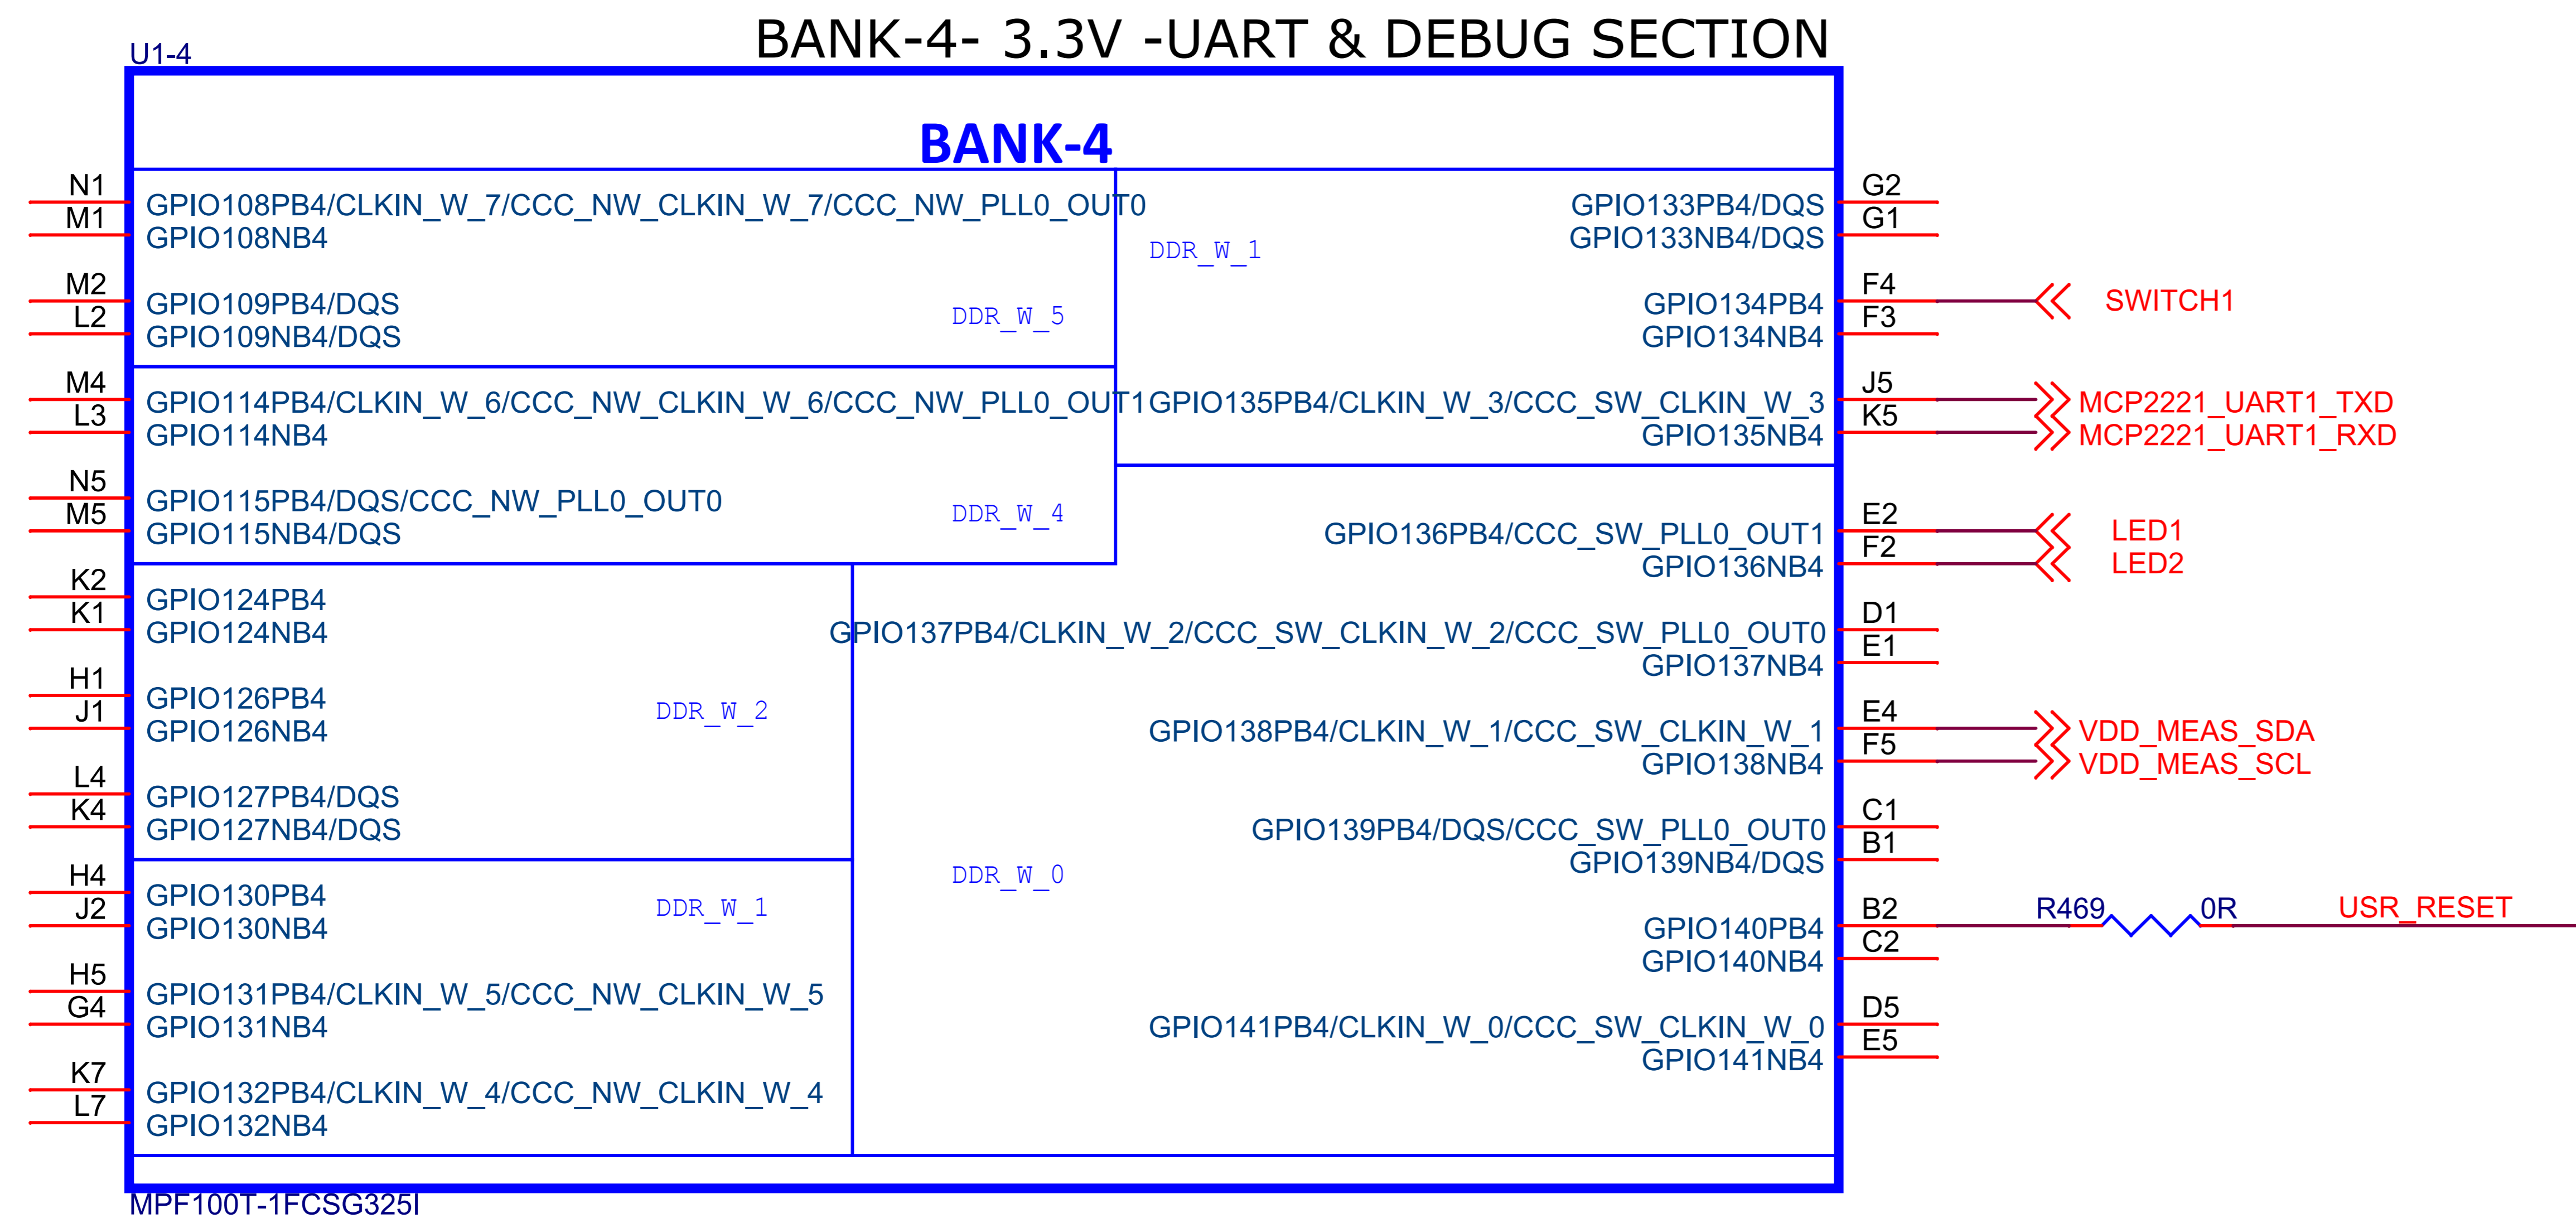 BANK-4- 3.3V -UART & DEBUG SECTION
U1-4
BANK-4
N1 GPIO108PB4/CLKIN_W_7/CCC_NW_CLKIN_W_7/CCC_NW_PLL0_OUT0
M1 GPIO108NB4
M2 GPIO109PB4/DQS
L2 GPIO109NB4/DQS
DDR_W_5
M4 GPIO114PB4/CLKIN_W_6/CCC_NW_CLKIN_W_6/CCC_NW_PLL0_OUT1
L3 GPIO114NB4
N5 GPIO115PB4/DQS/CCC_NW_PLL0_OUT0
M5 GPIO115NB4/DQS
DDR_W_4
K2 GPIO124PB4
K1 GPIO124NB4
H1 GPIO126PB4
J1 GPIO126NB4
DDR_W_2
L4 GPIO127PB4/DQS
K4 GPIO127NB4/DQS
H4 GPIO130PB4
J2 GPIO130NB4
DDR_W_1
H5 GPIO131PB4/CLKIN_W_5/CCC_NW_CLKIN_W_5
G4 GPIO131NB4
K7 GPIO132PB4/CLKIN_W_4/CCC_NW_CLKIN_W_4
L7 GPIO132NB4
GPIO133PB4/DQS G2
GPIO133NB4/DQS G1
DDR_W_1
GPIO134PB4 F4 SWITCH1
GPIO134NB4 F3
GPIO135PB4/CLKIN_W_3/CCC_SW_CLKIN_W_3 J5 MCP2221_UART1_TXD
GPIO135NB4 K5 MCP2221_UART1_RXD
GPIO136PB4/CCC_SW_PLL0_OUT1 E2 LED1
GPIO136NB4 F2 LED2
GPIO137PB4/CLKIN_W_2/CCC_SW_CLKIN_W_2/CCC_SW_PLL0_OUT0 D1
GPIO137NB4 E1
GPIO138PB4/CLKIN_W_1/CCC_SW_CLKIN_W_1 E4 VDD_MEAS_SDA
GPIO138NB4 F5 VDD_MEAS_SCL
GPIO139PB4/DQS/CCC_SW_PLL0_OUT0 C1
GPIO139NB4/DQS B1
DDR_W_0
GPIO140PB4 B2 R469 0R USR_RESET
GPIO140NB4 C2
GPIO141PB4/CLKIN_W_0/CCC_SW_CLKIN_W_0 D5
GPIO141NB4 E5
MPF100T-1FCSG325I